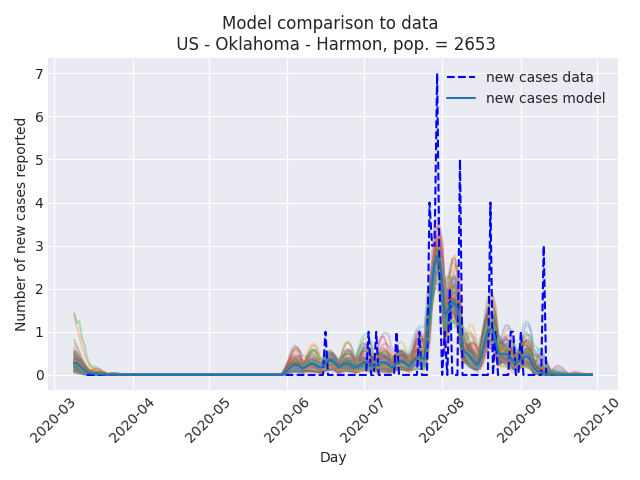 Model comparison to data
US - Oklahoma - Harmon, pop. = 2653
new cases data
new cases model
Number of new cases reported
7
6
5
4
3
2
1
0
2020-03
2020-04
2020-05
2020-06
2020-07
2020-08
2020-09
2020-10
Day